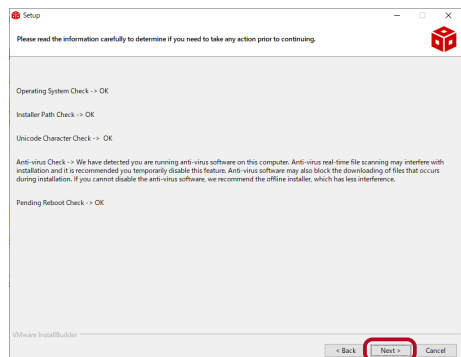 Setup
Please read the information carefully to determine if you need to take any action prior to continuing.
Operating System Check -> OK
Installer Path Check -> OK
Unicode Character Check -> OK
Anti-virus Check -> We have detected you are running anti-virus software on this computer. Anti-virus real-time file scanning may interfere with
installation and it is recommended you temporarily disable this feature. Anti-virus software may also block the downloading of files that occurs
during installation. If you cannot disable the anti-virus software, we recommend the offline installer, which has less interference.
Pending Reboot Check -> OK
VMware InstallBuilder
< Back Next > Cancel